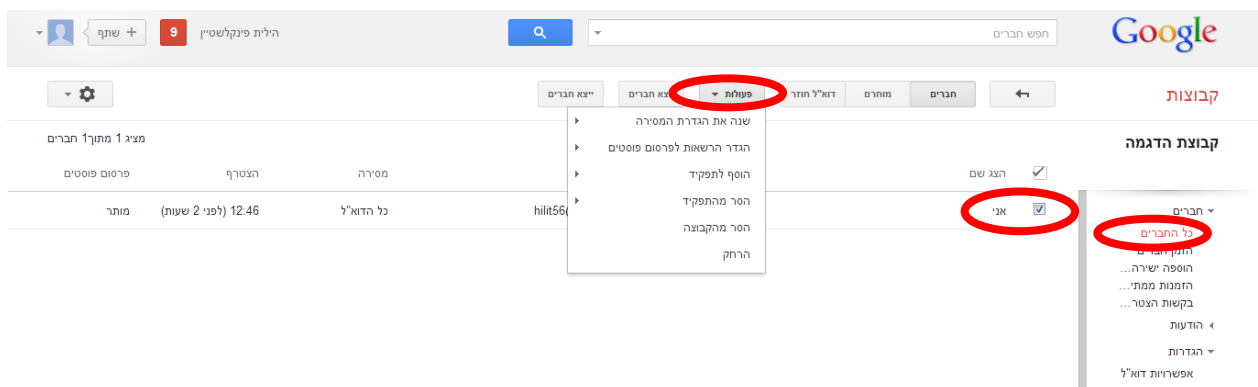 Google
חפש חברים
הילית פינקלשטיין
9
+ שתף
קבוצות
חברים
מוחרם
דוא"ל חוזר
פעולות
ייצא חברים
קבוצת הדגמה
מציג 1 מתוך1 חברים
הצג שם
מסירה
הצטרף
פרסום פוסטים
אני
hilit56
כל הדוא"ל
12:46 (לפני 2 שעות)
מותר
שנה את הגדרת המסירה
הגדר הרשאות לפרסום פוסטים
הוסף לתפקיד
הסר מהתפקיד
הסר מהקבוצה
הרחק
חברים
כל החברים
הזמן חברים
הוספה ישירה...
הזמנות ממתי...
בקשות הצטר...
הודעות
הגדרות
אפשרויות דוא"ל